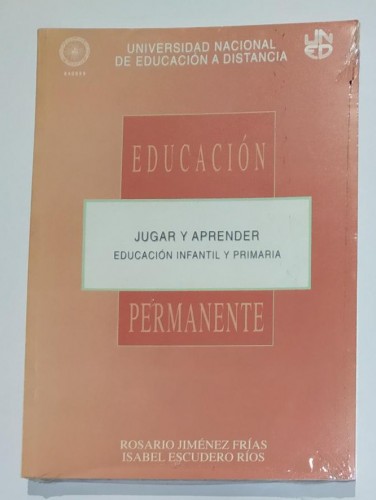 UNIVERSIDAD NACIONAL
DE EDUCACIÓN A DISTANCIA
UNED
EDUCACIÓN
JUGAR Y APRENDER
EDUCACIÓN INFANTIL Y PRIMARIA
PERMANENTE
ROSARIO JIMÉNEZ FRÍAS
ISABEL ESCUDERO RÍOS